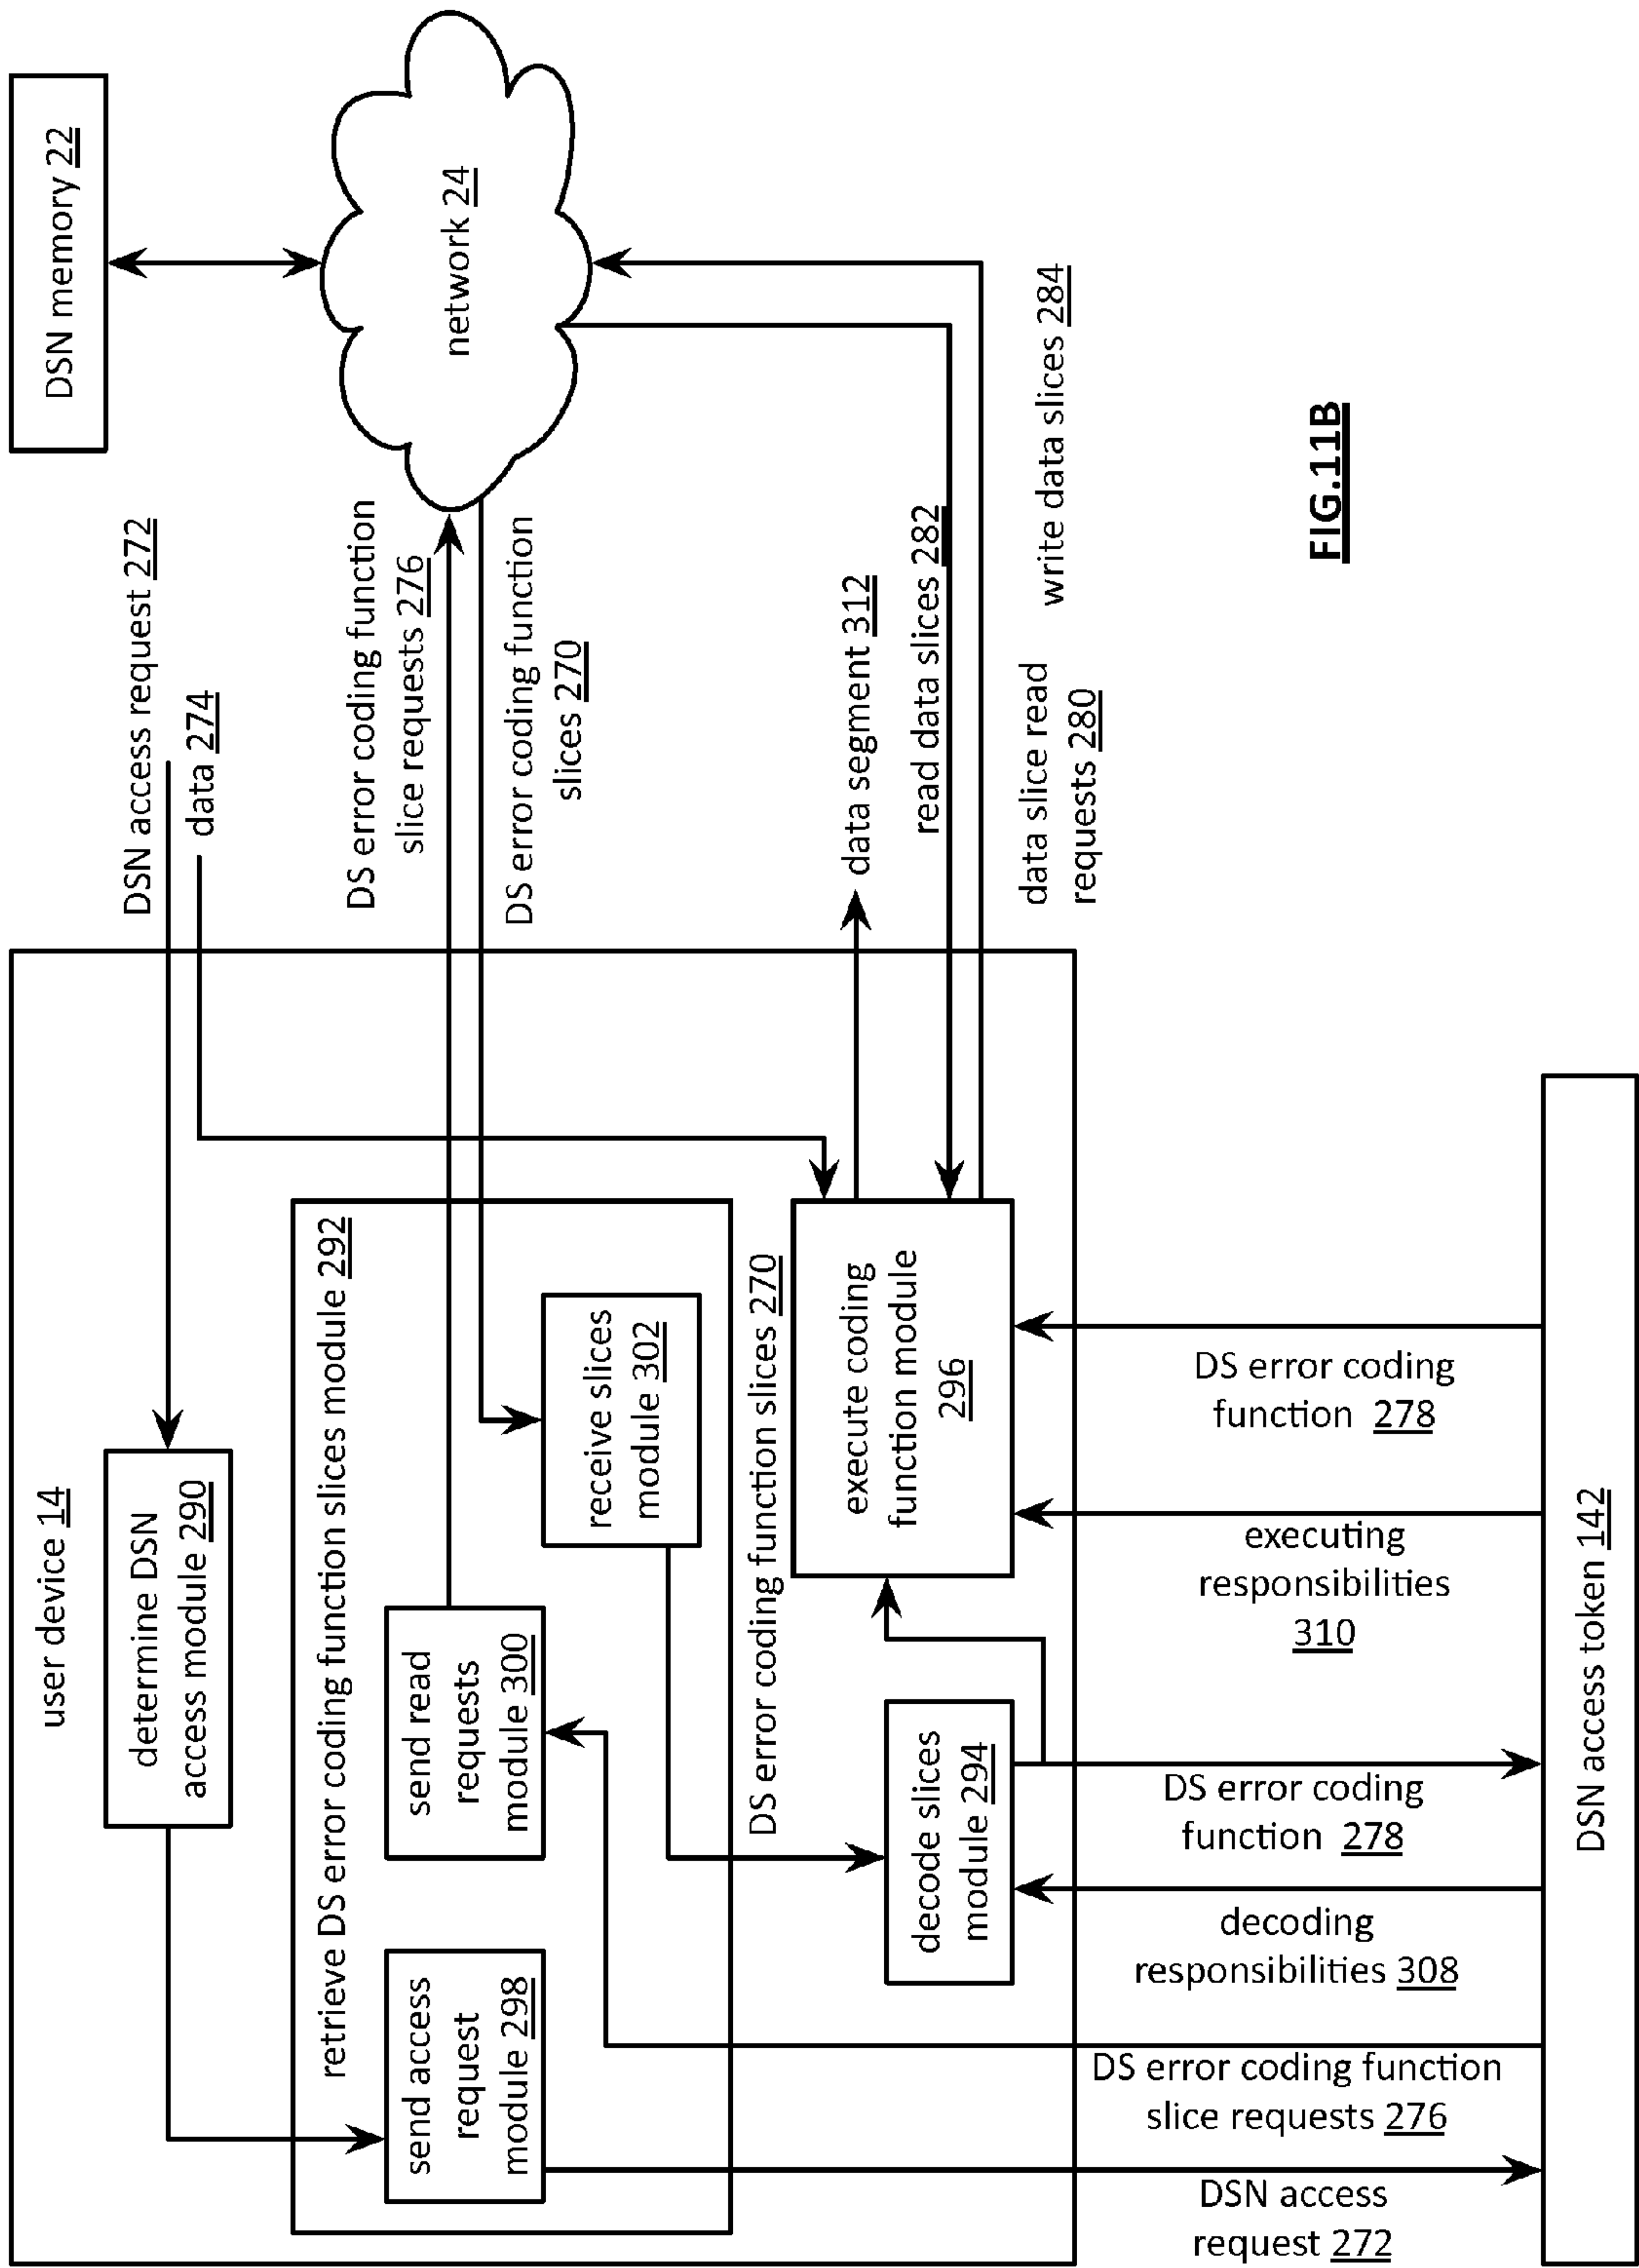 DSN memory 22
network 24
DSN access request 272
data 274
DS error coding function
slice requests 276
DS error coding function
slices 270
data segment 312
read data slices 282
write data slices 284
data slice read
requests 280
user device 14
determine DSN
access module 290
retrieve DS error coding function slices module 292
send access
request
module 298
send read
requests
module 300
receive slices
module 302
DS error coding function slices 270
decode slices
module 294
execute coding
function module
296
DSN access
request 272
DS error coding function
slice requests 276
decoding
responsibilities 308
DS error coding
function 278
executing
responsibilities
310
DS error coding
function 278
DSN access token 142
FIG.11B